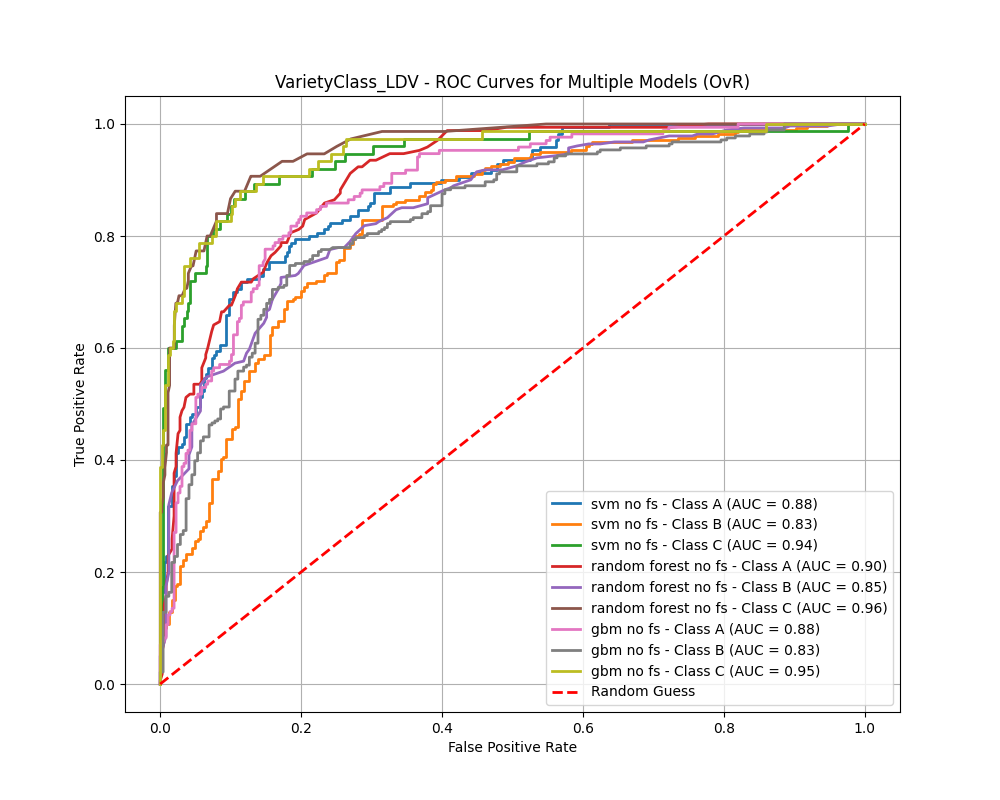 VarietyClass_LDV - ROC Curves for Multiple Models (OvR)
True Positive Rate
1.0
0.8
0.6
0.4
0.2
0.0
svm no fs - Class A (AUC = 0.88)
svm no fs - Class B (AUC = 0.83)
svm no fs - Class C (AUC = 0.94)
random forest no fs - Class A (AUC = 0.90)
random forest no fs - Class B (AUC = 0.85)
random forest no fs - Class C (AUC = 0.96)
gbm no fs - Class A (AUC = 0.88)
gbm no fs - Class B (AUC = 0.83)
gbm no fs - Class C (AUC = 0.95)
Random Guess
0.0 0.2 0.4 0.6 0.8 1.0
False Positive Rate